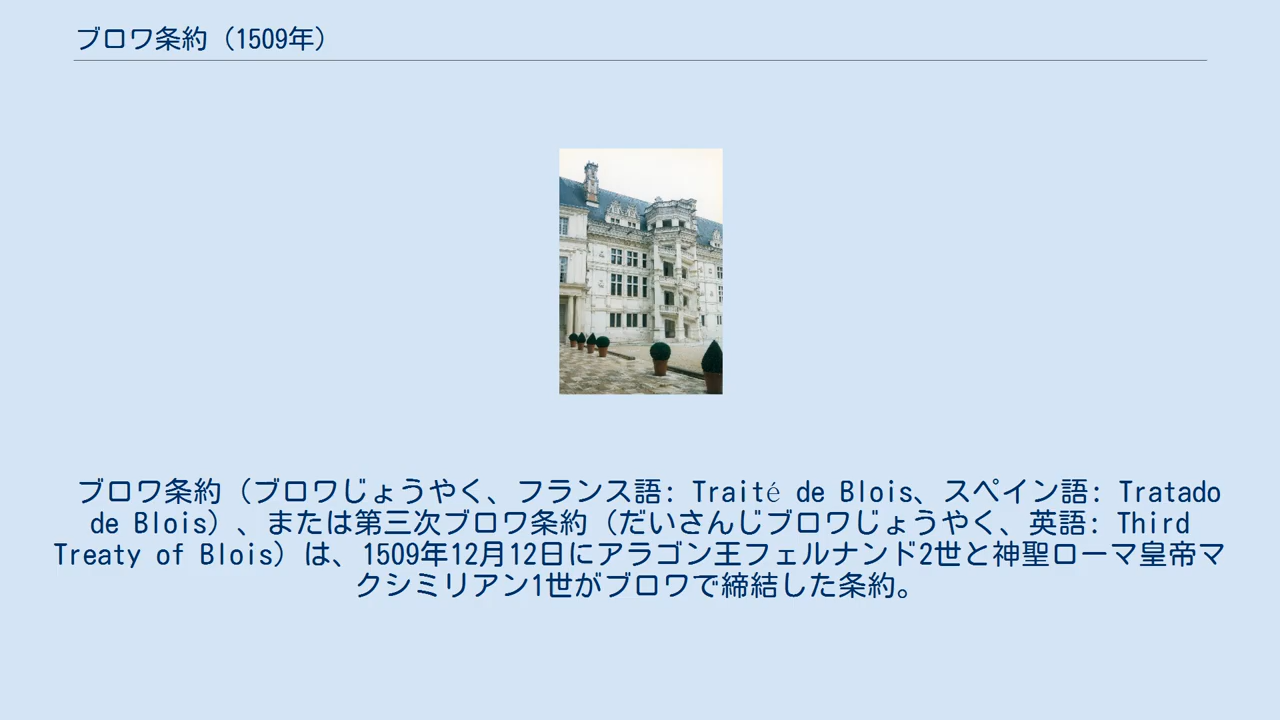 ブロワ条約（1509年）
ブロワ条約（ブロワじょうやく、フランス語: Traité de Blois、スペイン語: Tratado
de Blois）、または第三次ブロワ条約（だいさんじブロワじょうやく、英語: Third
Treaty of Blois）は、1509年12月12日にアラゴン王フェルナンド2世と神聖ローマ皇帝マ
クシミリアン1世がブロワで締結した条約。